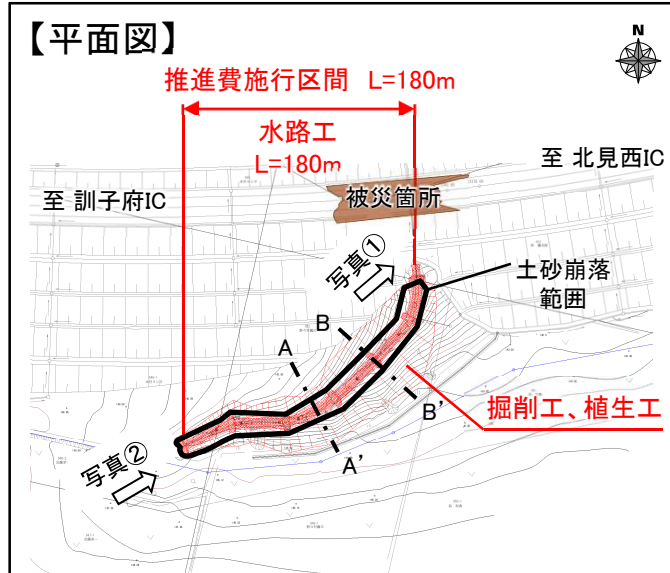 【平面図】
N
推進費施行区間 L=180m
水路工
L=180m
至 北見西IC
至 訓子府IC
被災箇所
写真①
土砂崩落
範囲
B
A
B'
掘削工、植生工
A'
写真②